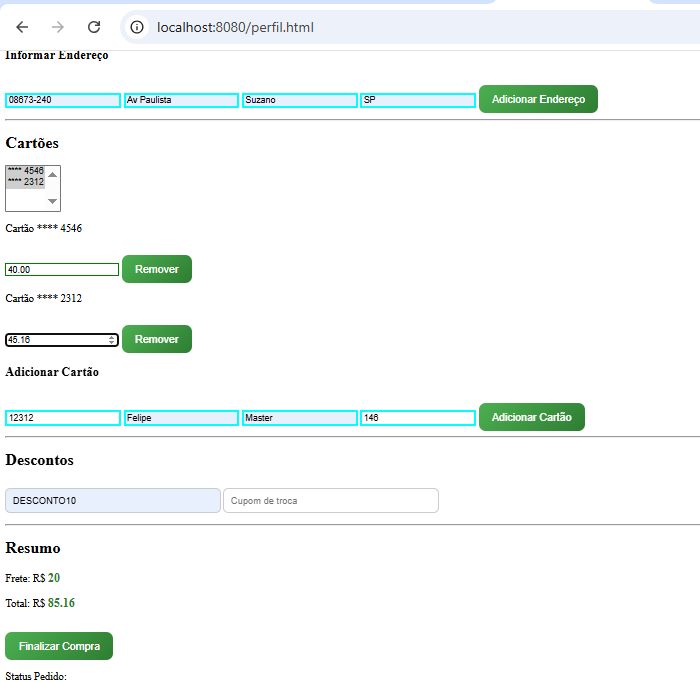 localhost:8080/perfil.html
Informar Endereço
08673-240 Av Paulista Suzano SP Adicionar Endereço
Cartões
**** 4546
**** 2312
Cartão **** 4546
40.00 Remover
Cartão **** 2312
45.16 Remover
Adicionar Cartão
12312 Felipe Master 146 Adicionar Cartão
Descontos
DESCONTO10 Cupom de troca
Resumo
Frete: R$ 20
Total: R$ 85.16
Finalizar Compra
Status Pedido: